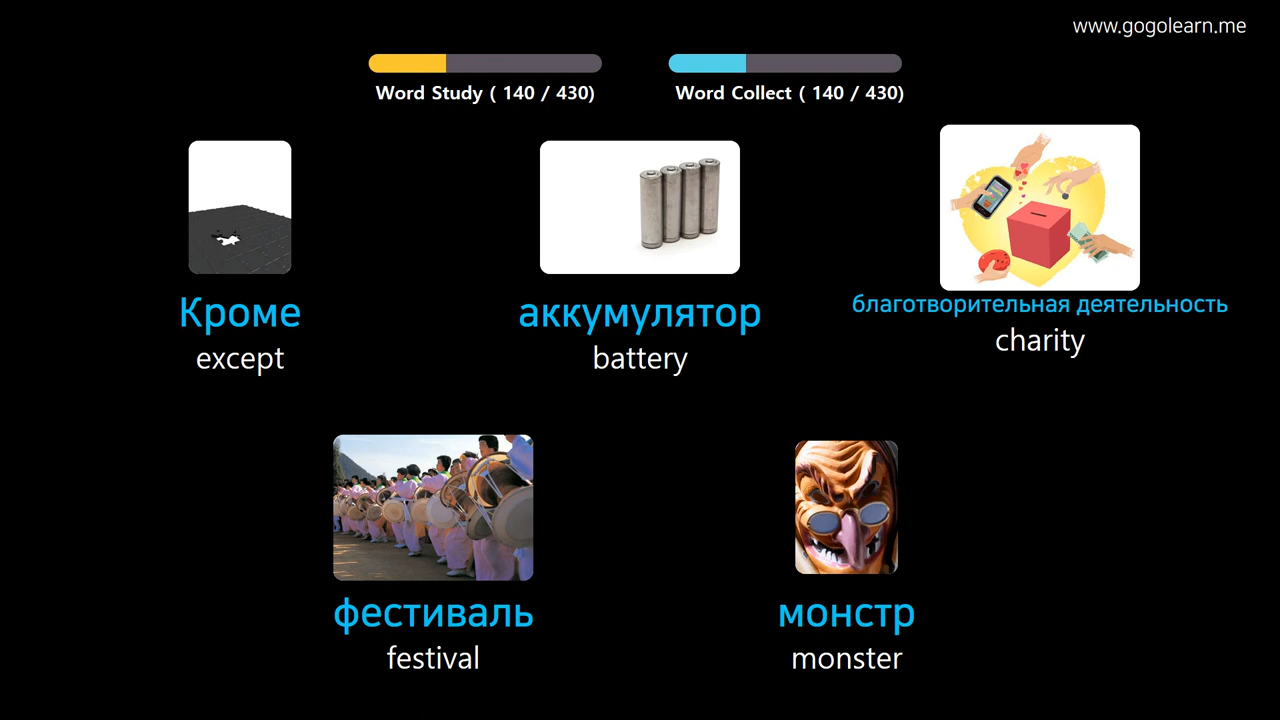 www.gogolearn.me
Word Study ( 140 / 430)
Word Collect ( 140 / 430)
Кроме
except
аккумулятор
battery
благотворительная деятельность
charity
фестиваль
festival
монстр
monster